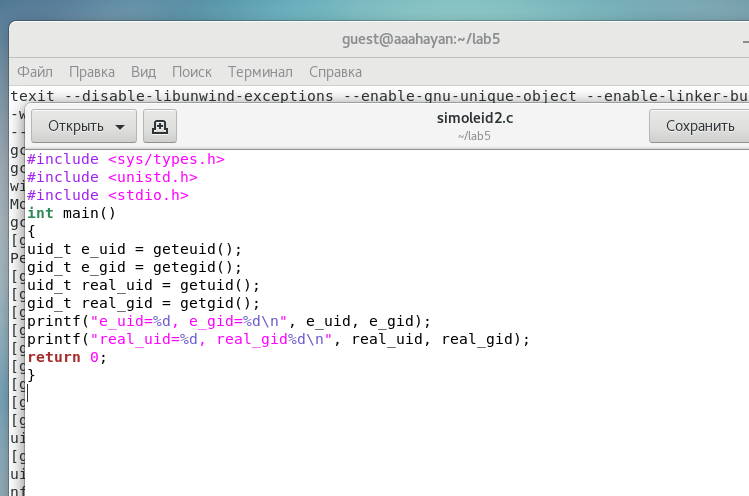 guest@aaahayan:~/lab5
Файл Правка Вид Поиск Терминал Справка
texit --disable-unwind-exceptions --enable-gnu-unique-object --enable-linker-bu
-w
--
Открыть simoleid2.c Сохранить
~/lab5
#include <sys/types.h>
#include <unistd.h>
#include <stdio.h>
int main()
{
uid_t e_uid = geteuid();
gid_t e_gid = getegid();
uid_t real_uid = getuid();
gid_t real_gid = getgid();
printf("e_uid=%d, e_gid=%d\n", e_uid, e_gid);
printf("real_uid=%d, real_gid%d\n", real_uid, real_gid);
return 0;
}